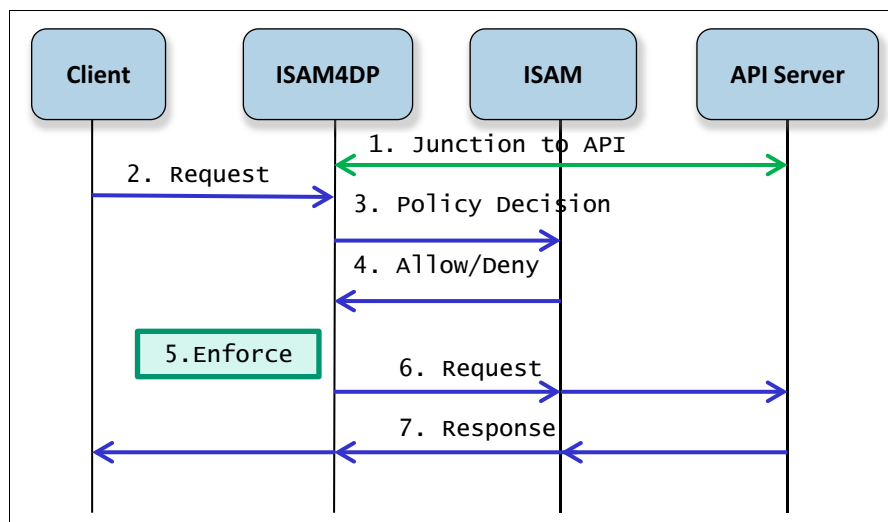 Client
ISAM4DP
ISAM
API Server
1. Junction to API
2. Request
3. Policy Decision
4. Allow/Deny
5.Enforce
6. Request
7. Response